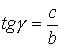 tgγ = c/b